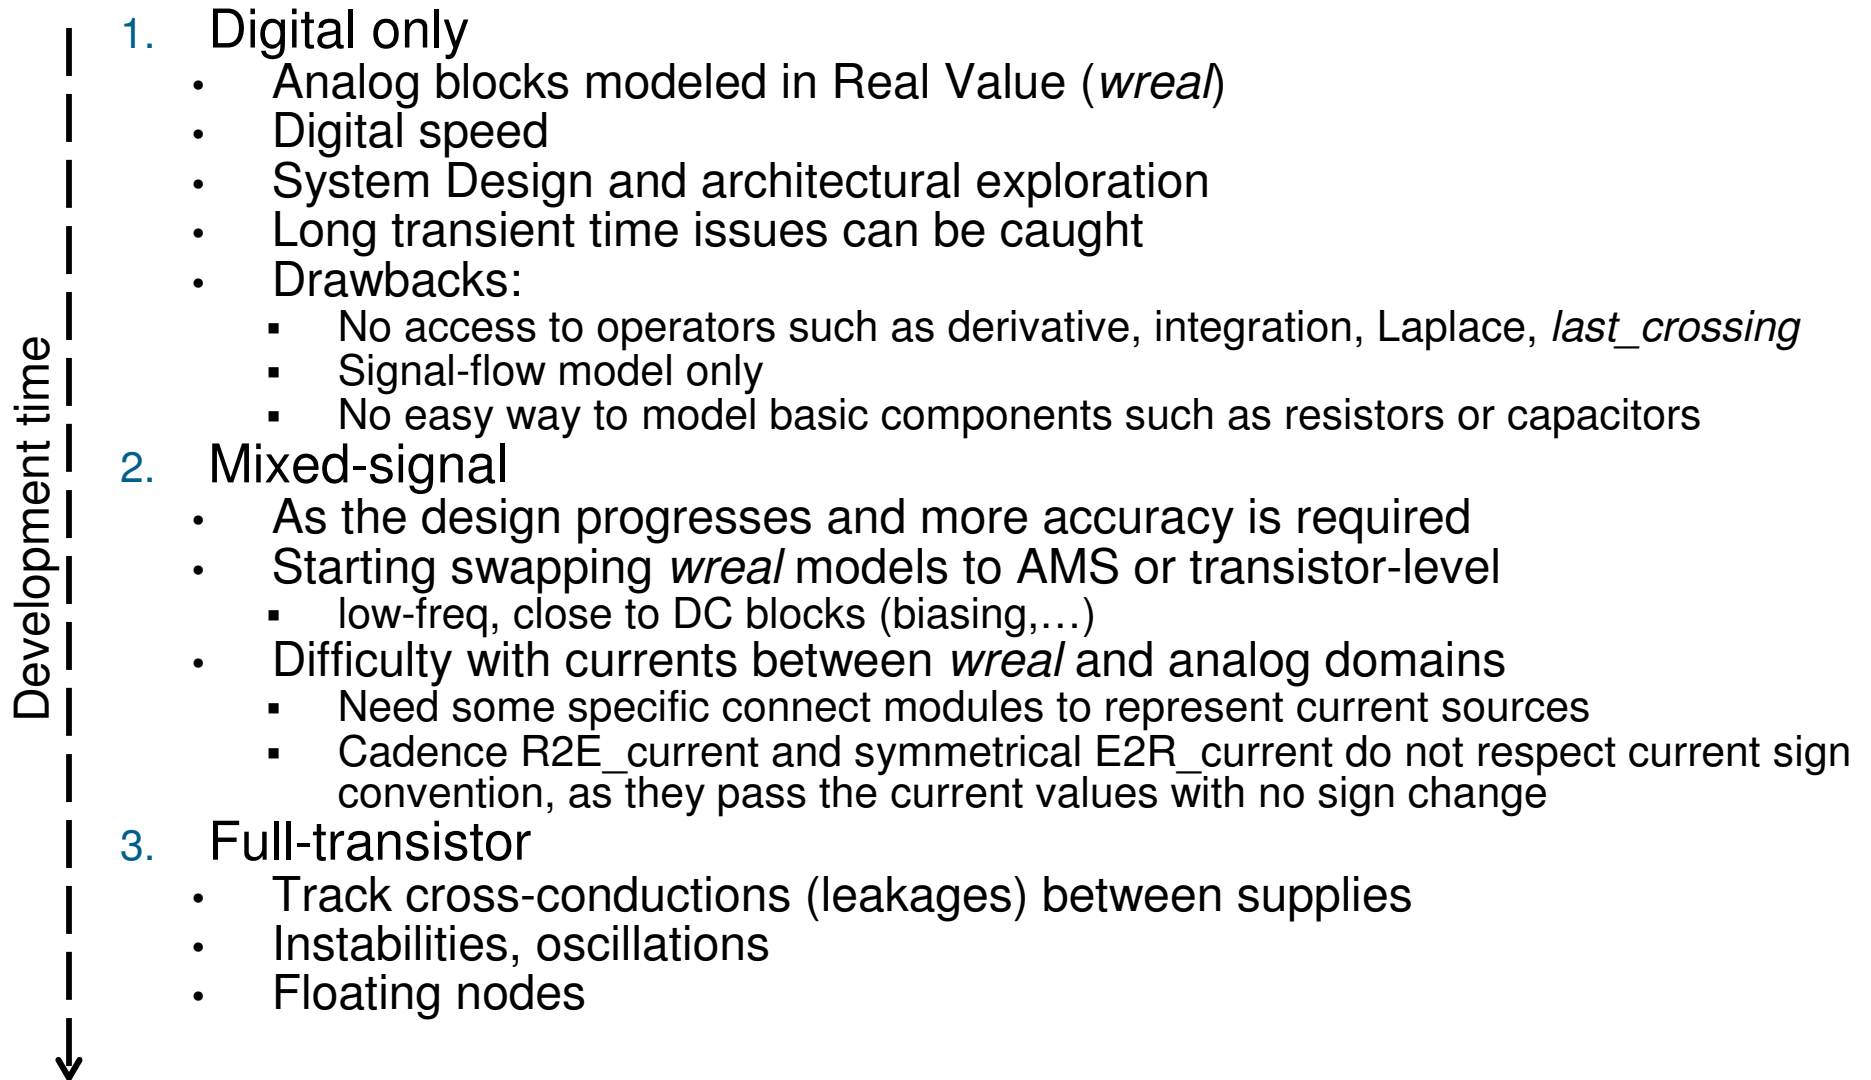 1. Digital only
• Analog blocks modeled in Real Value (wreal)
• Digital speed
• System Design and architectural exploration
• Long transient time issues can be caught
• Drawbacks:
▪ No access to operators such as derivative, integration, Laplace, last_crossing
▪ Signal-flow model only
▪ No easy way to model basic components such as resistors or capacitors
2. Mixed-signal
• As the design progresses and more accuracy is required
• Starting swapping wreal models to AMS or transistor-level
▪ low-freq, close to DC blocks (biasing,…)
• Difficulty with currents between wreal and analog domains
▪ Need some specific connect modules to represent current sources
▪ Cadence R2E_current and symmetrical E2R_current do not respect current sign
convention, as they pass the current values with no sign change
3. Full-transistor
• Track cross-conductions (leakages) between supplies
• Instabilities, oscillations
• Floating nodes
Development time